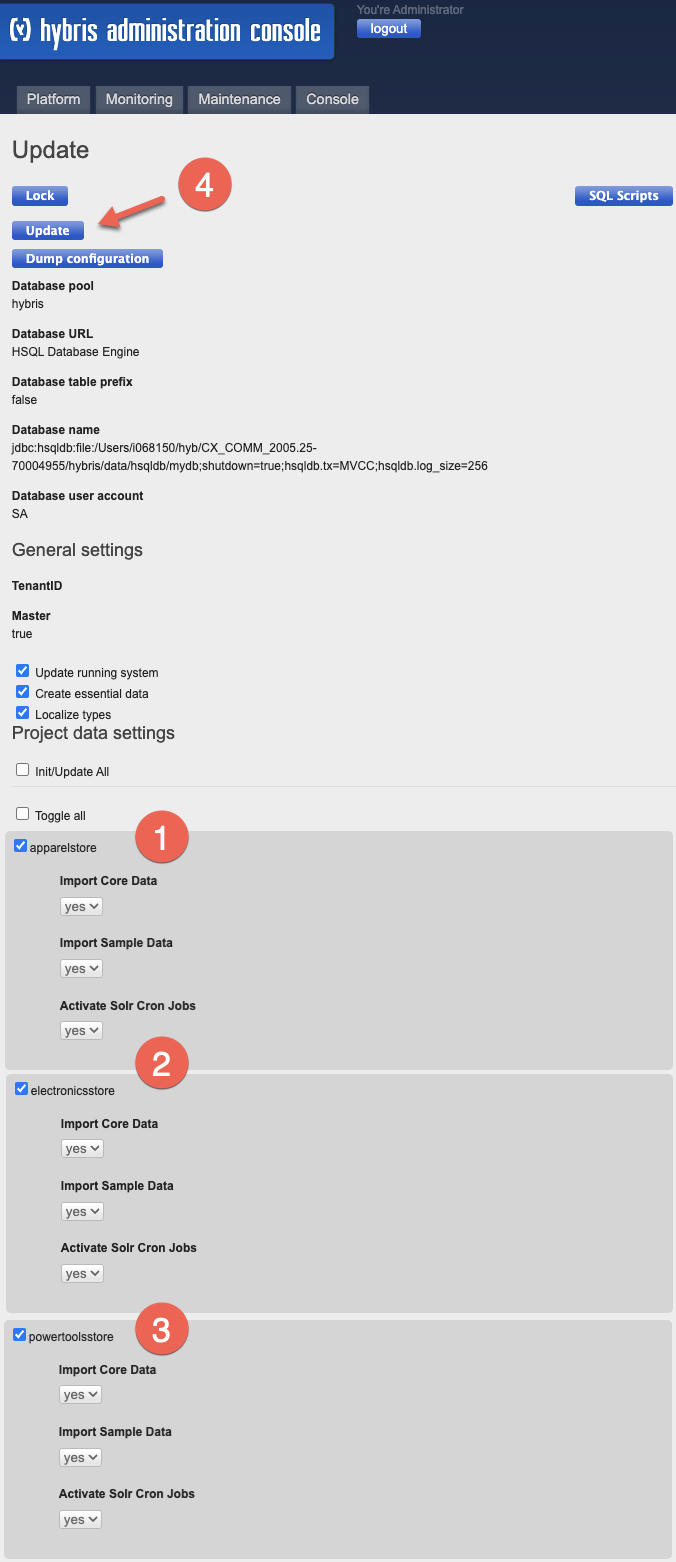 hybris administration console
You're Administrator
logout
Platform
Monitoring
Maintenance
Console
Update
4
Lock
SQL Scripts
Update
Dump configuration
Database pool
hybris
Database URL
HSQL Database Engine
Database table prefix
false
Database name
jdbc:hsqldb:file:/Users/i068150/hyb/CX_COMM_2005.25-
70004955/hybris/data/hsqldb/mydb;shutdown=true;hsqldb.tx=MVCC;hsqldb.log_size=256
Database user account
SA
General settings
TenantID
Master
true
Update running system
Create essential data
Localize types
Project data settings
Init/Update All
Toggle all
1
apparelstore
Import Core Data
yes
Import Sample Data
yes
Activate Solr Cron Jobs
yes
2
electronicsstore
Import Core Data
yes
Import Sample Data
yes
Activate Solr Cron Jobs
yes
3
powertoolsstore
Import Core Data
yes
Import Sample Data
yes
Activate Solr Cron Jobs
yes